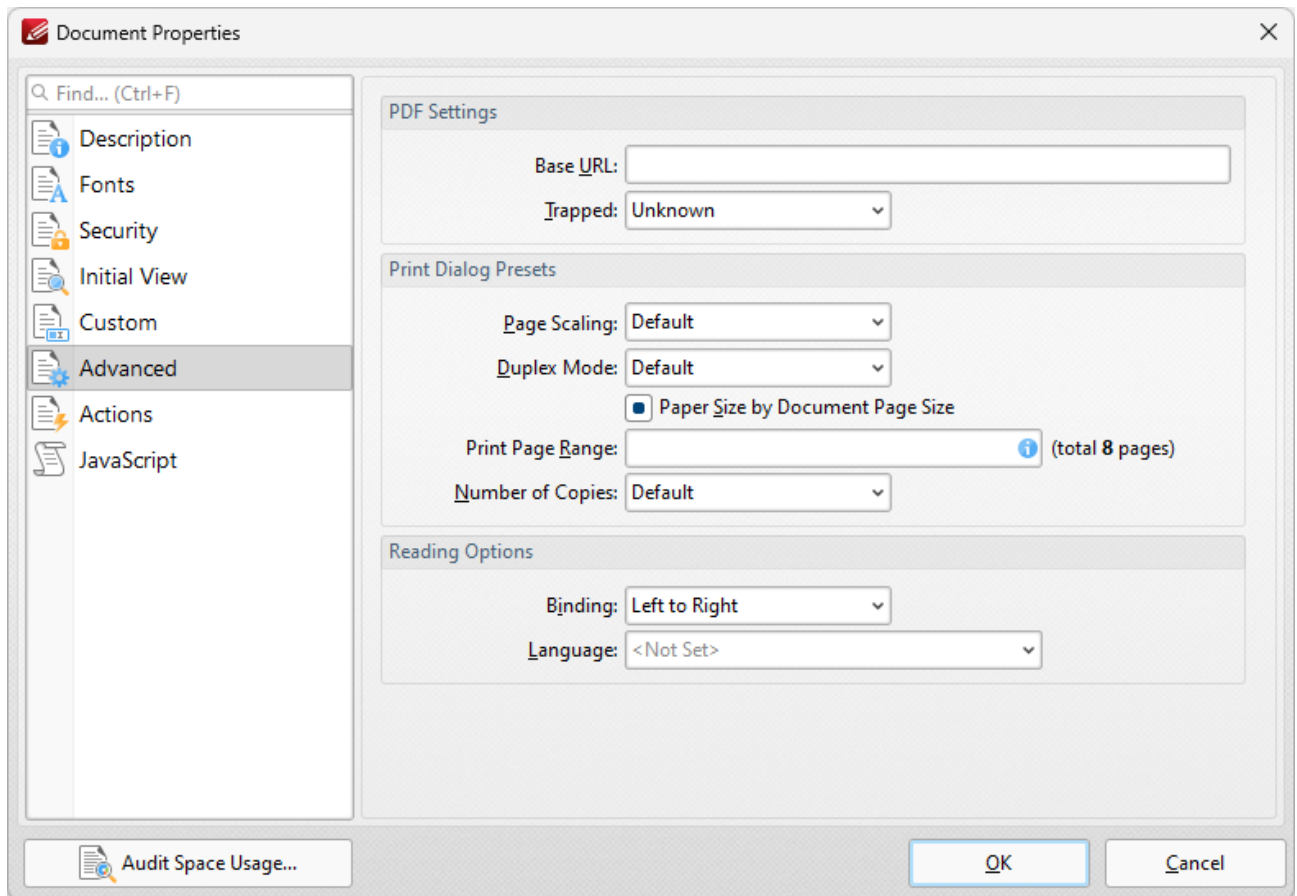 Document Properties
Find... (Ctrl+F)
Description
Fonts
Security
Initial View
Custom
Advanced
Actions
JavaScript
PDF Settings
Base URL:
Trapped: Unknown
Print Dialog Presets
Page Scaling: Default
Duplex Mode: Default
Paper Size by Document Page Size
Print Page Range: (total 8 pages)
Number of Copies: Default
Reading Options
Binding: Left to Right
Language: <Not Set>
Audit Space Usage...
OK
Cancel